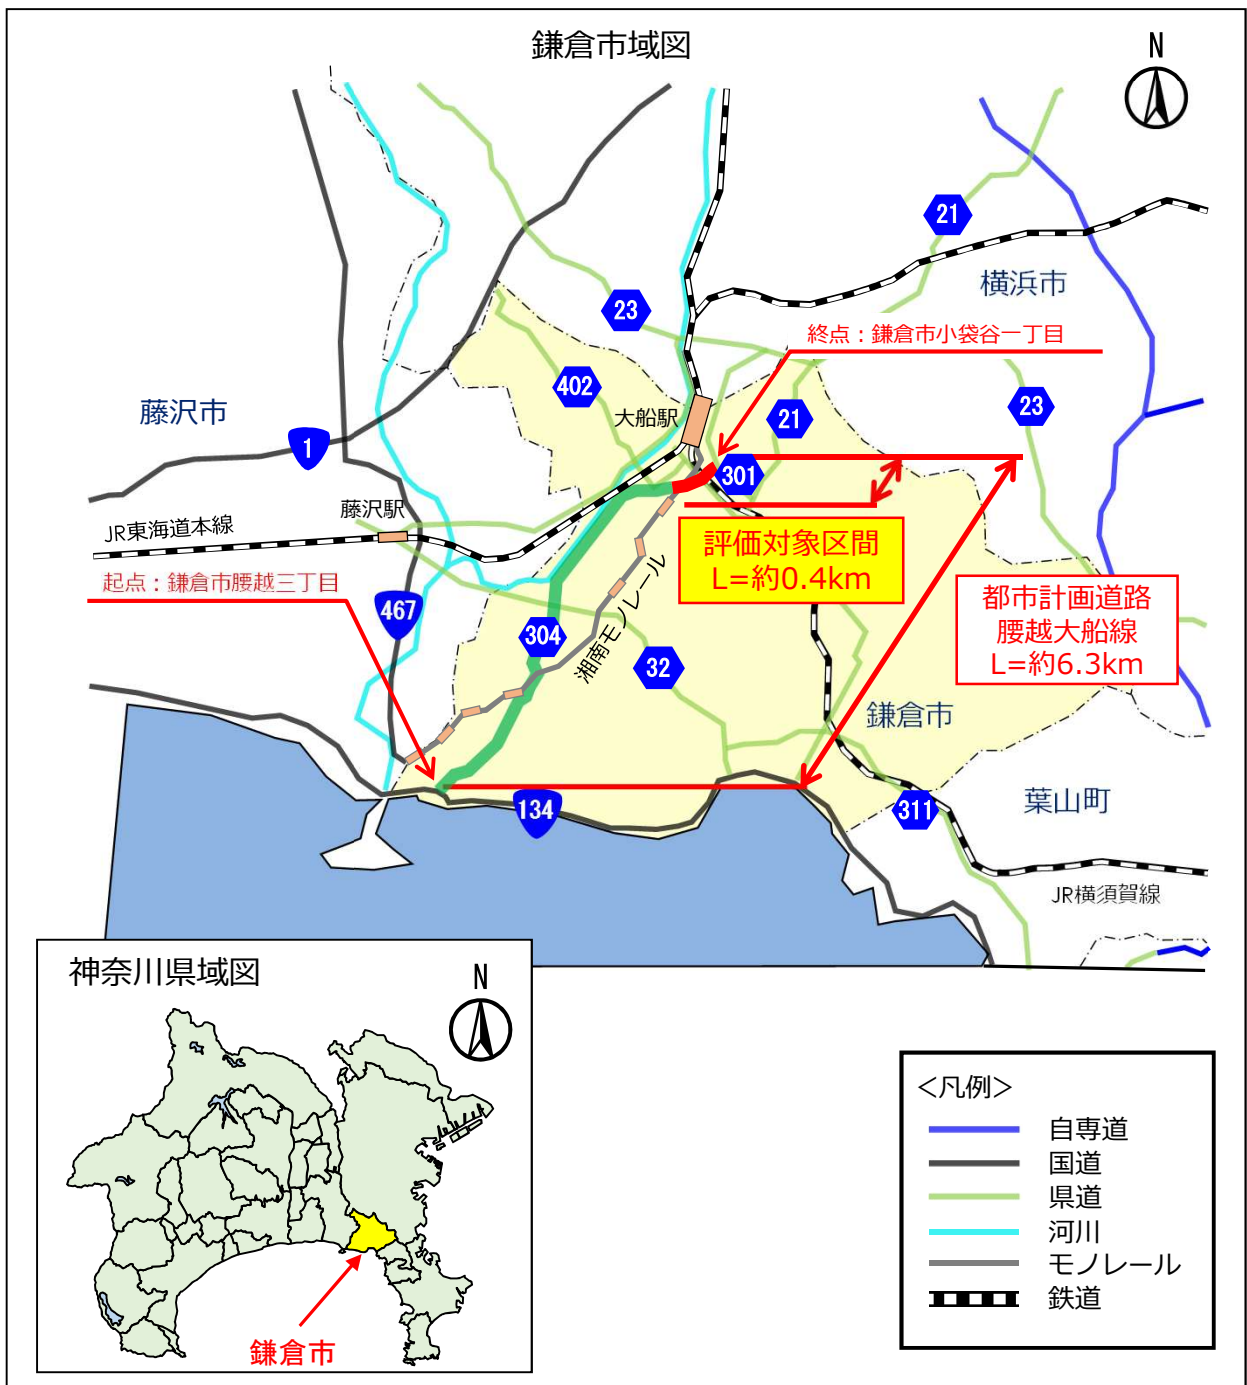 鎌倉市域図
N
21
横浜市
23
終点：鎌倉市小袋谷一丁目
402
大船駅
21
23
藤沢市
1
301
藤沢駅
JR東海道本線
評価対象区間
L=約0.4km
起点：鎌倉市腰越三丁目
467
304
湘南モノレール
32
都市計画道路
腰越大船線
L=約6.3km
鎌倉市
134
311
葉山町
JR横須賀線
神奈川県域図
N
鎌倉市
<凡例>
自専道
国道
県道
河川
モノレール
鉄道